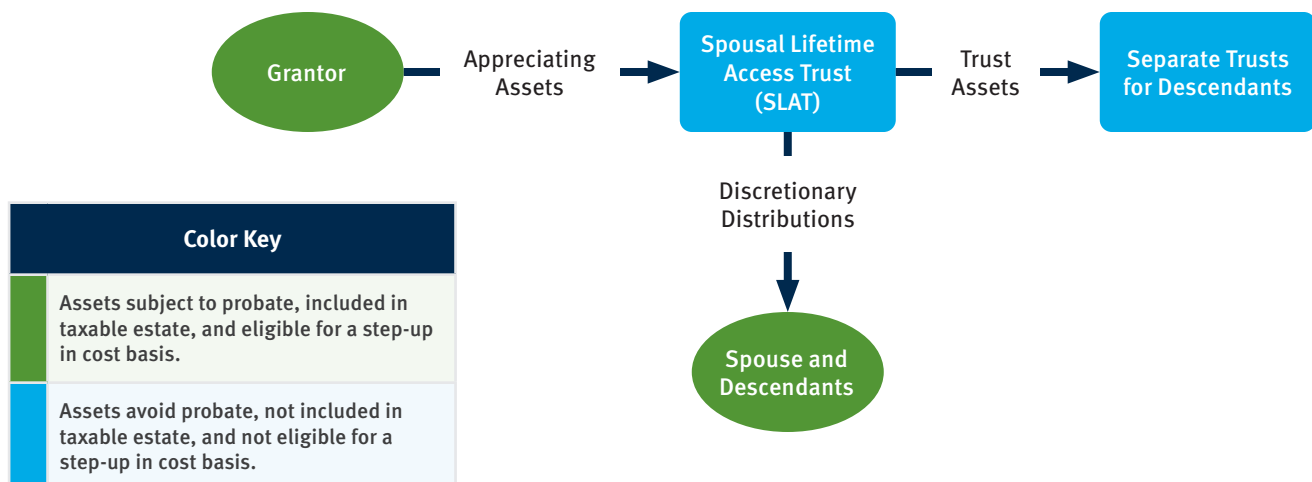 Grantor
Appreciating
Assets
Spousal Lifetime
Access Trust
(SLAT)
Trust
Assets
Separate Trusts
for Descendants
Discretionary
Distributions
Spouse and
Descendants
Color Key
Assets subject to probate, included in
taxable estate, and eligible for a step-up
in cost basis.
Assets avoid probate, not included in
taxable estate, and not eligible for a
step-up in cost basis.